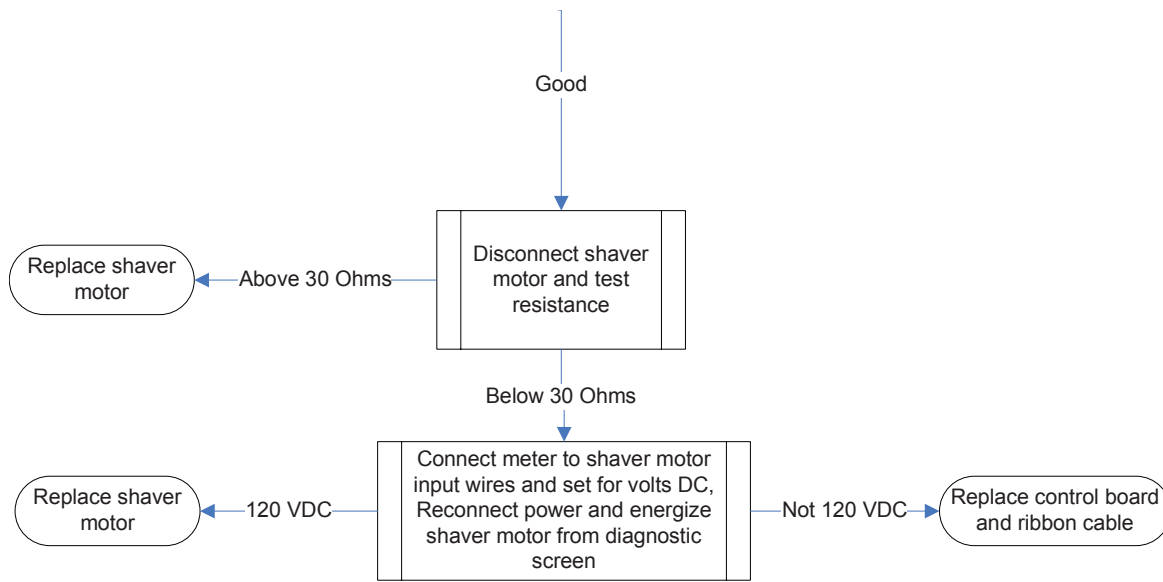 Good
Disconnect shaver
motor and test
resistance
Above 30 Ohms
Replace shaver
motor
Below 30 Ohms
Connect meter to shaver motor
input wires and set for volts DC,
Reconnect power and energize
shaver motor from diagnostic
screen
120 VDC
Replace shaver
motor
Not 120 VDC
Replace control board
and ribbon cable